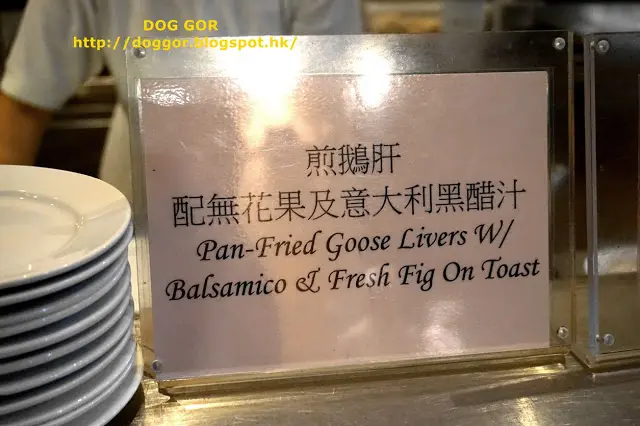 DOG GOR
http://doggor.blogspot.hk/
煎鵝肝
配無花果及意大利黑醋汁
Pan-Fried Goose Livers W/
Balsamico & Fresh Fig On Toast